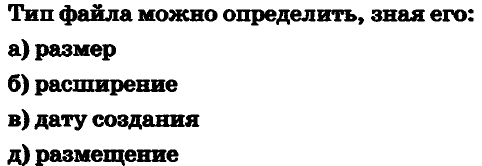 Тип файла можно определить, зная его:
а) размер
б) расширение
в) дату создания
д) размещение